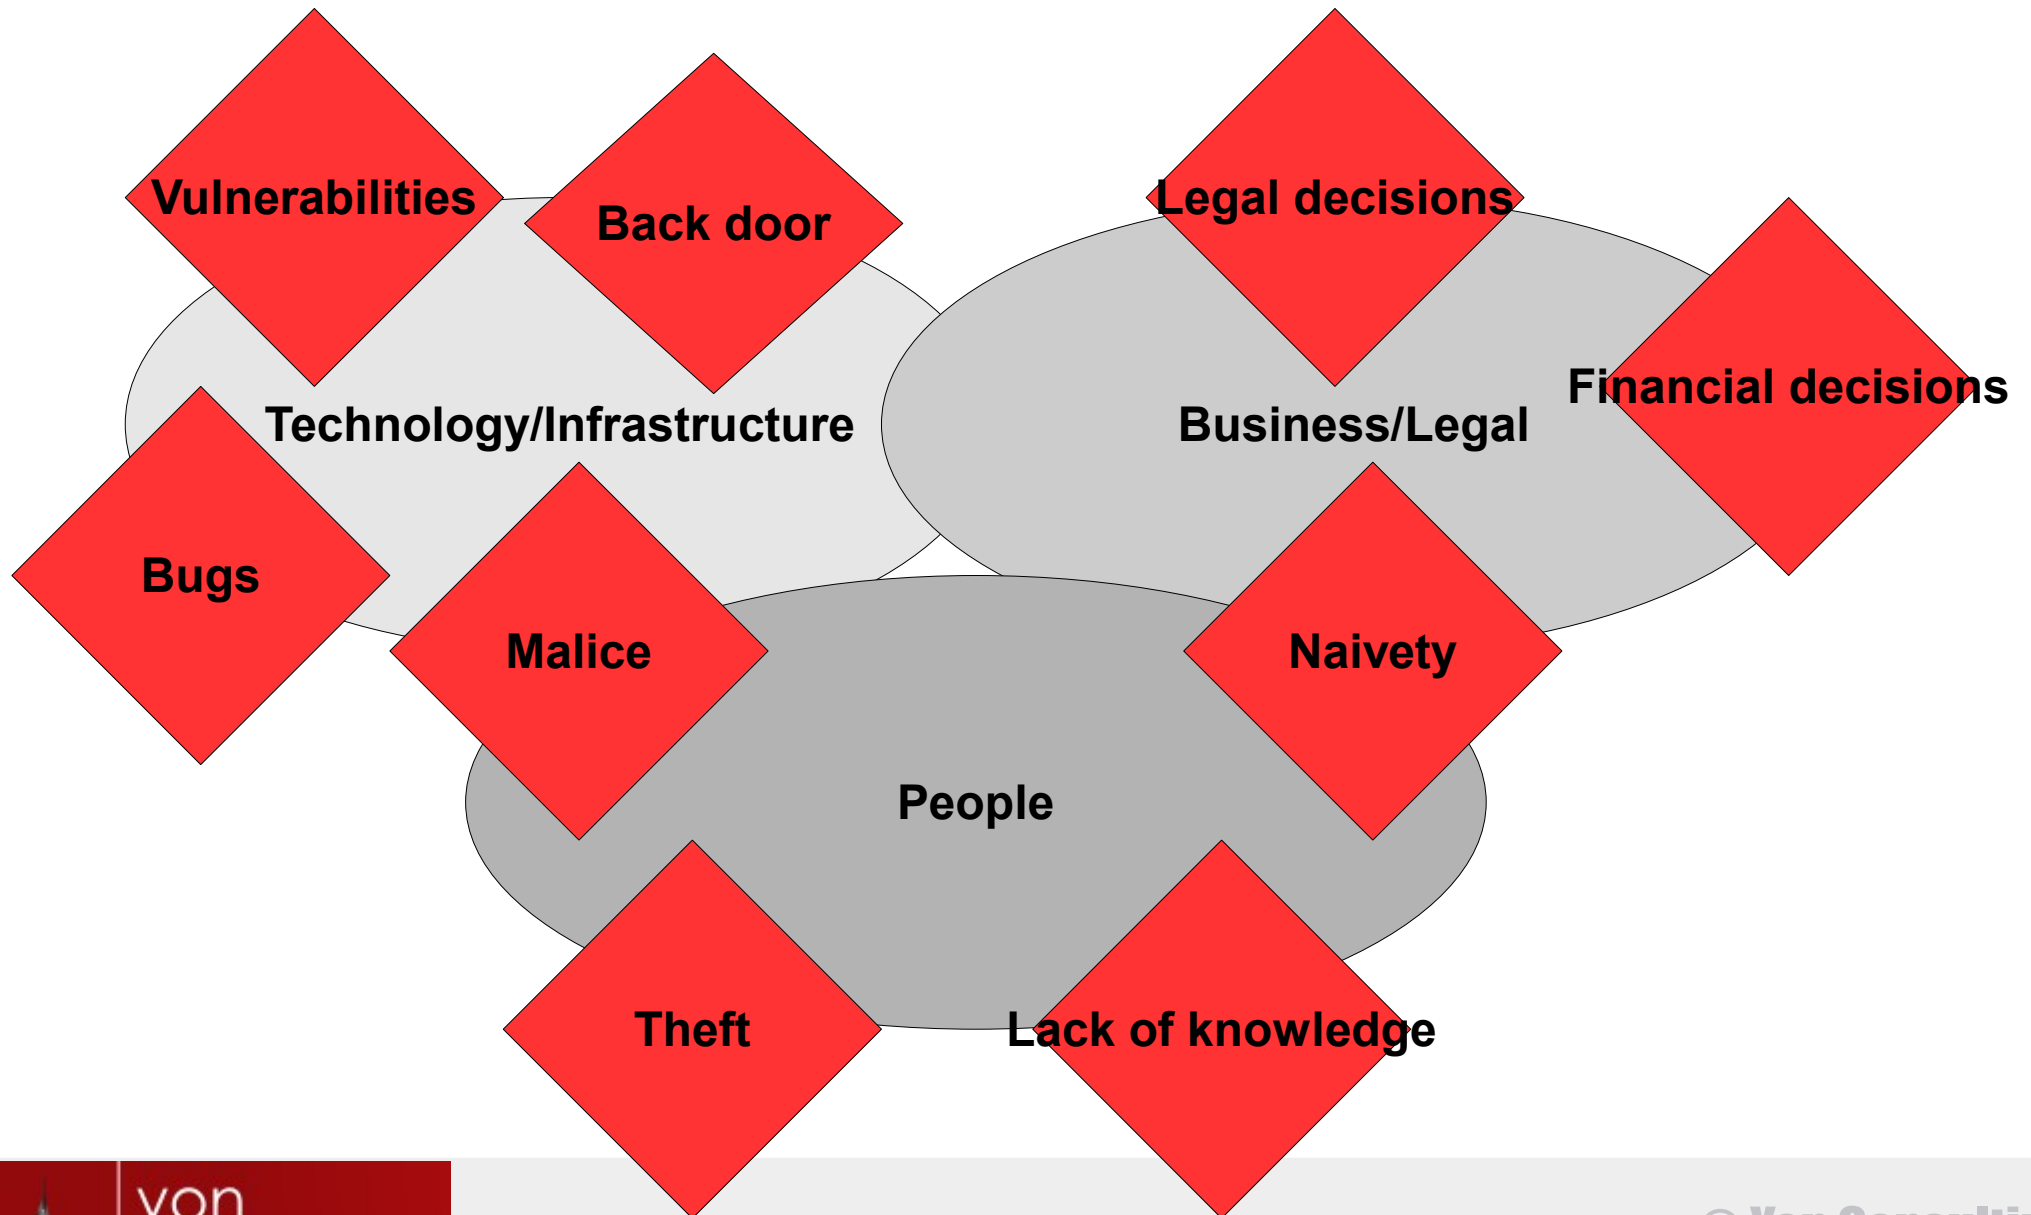 Vulnerabilities
Back door
Legal decisions
Financial decisions
Technology/Infrastructure
Business/Legal
Bugs
Malice
Naivety
People
Theft
Lack of knowledge
von
© Von